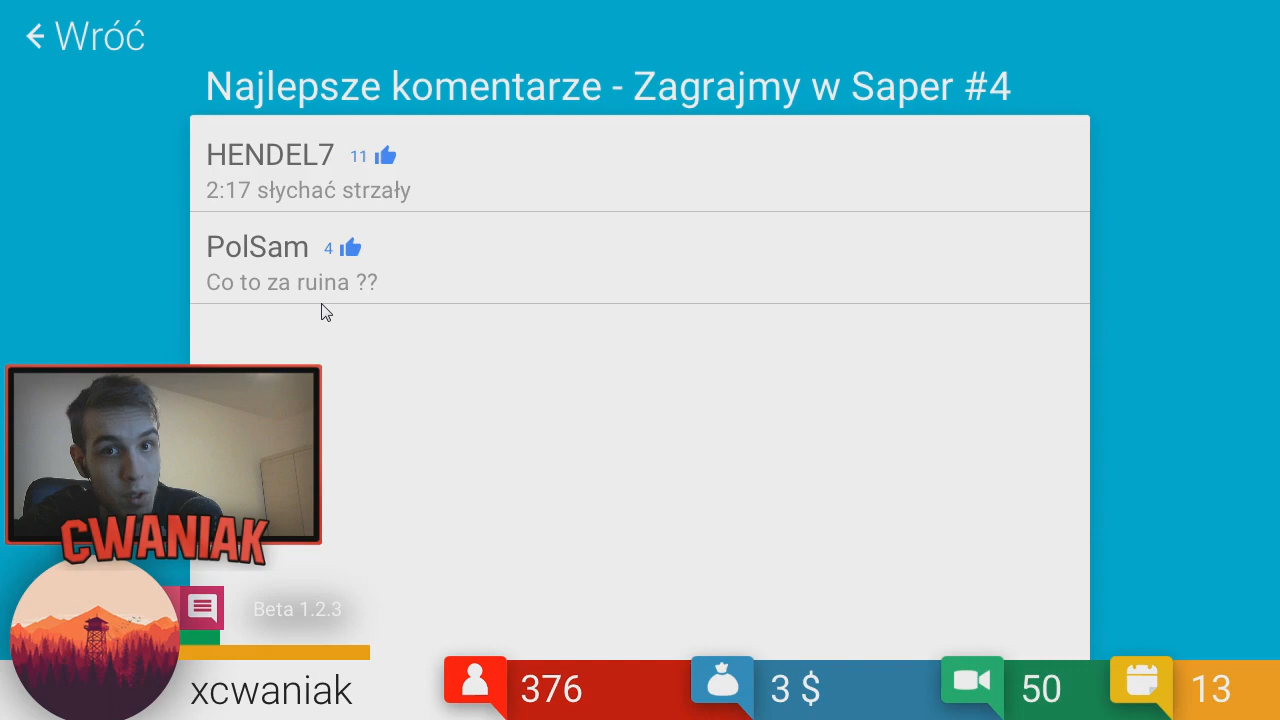 Wróć
Najlepsze komentarze - Zagrajmy w Saper #4
HENDEL7 11
2:17 słychać strzały
PolSam 4
Co to za ruina ??
CWANIAK
Beta 1.2.3
xcwaniak
376
3 $
50
13